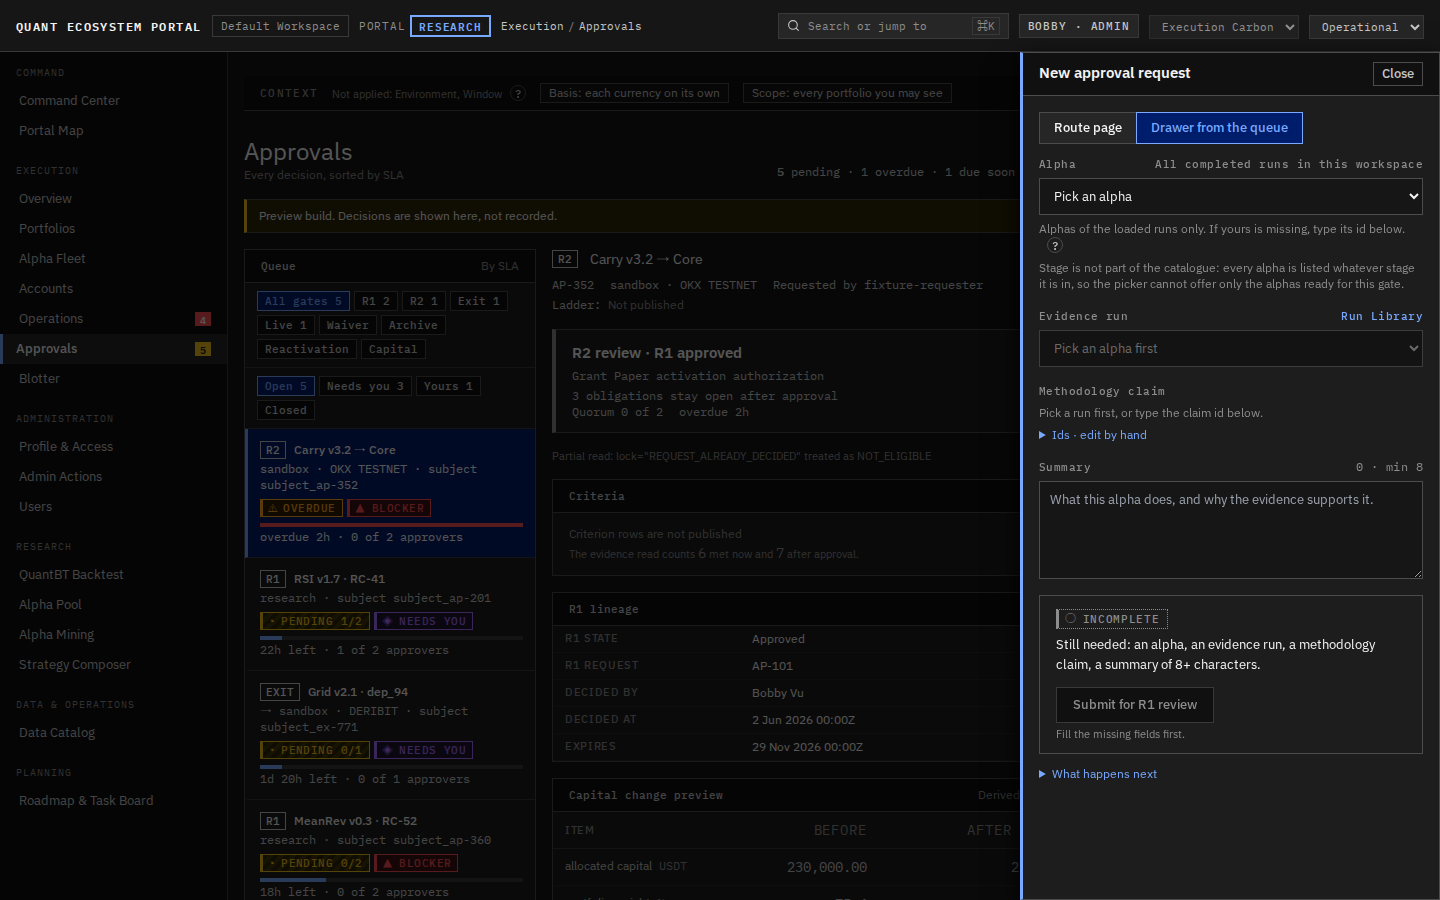 QUANT ECOSYSTEM PORTAL
Default Workspace
PORTAL
RESEARCH
Execution / Approvals
Search or jump to
⌘K
BOBBY · ADMIN
Execution Carbon
Operational
COMMAND
Command Center
Portal Map
EXECUTION
Overview
Portfolios
Alpha Fleet
Accounts
Operations 4
Approvals 5
Blotter
ADMINISTRATION
Profile & Access
Admin Actions
Users
RESEARCH
QuantBT Backtest
Alpha Pool
Alpha Mining
Strategy Composer
DATA & OPERATIONS
Data Catalog
PLANNING
Roadmap & Task Board
CONTEXT Not applied: Environment, Window ? Basis: each currency on its own Scope: every portfolio you may see
Approvals
Every decision, sorted by SLA
5 pending · 1 overdue · 1 due soon
Preview build. Decisions are shown here, not recorded.
Queue By SLA
All gates 5 R1 2 R2 1 Exit 1
Live 1 Waiver Archive
Reactivation Capital
Open 5 Needs you 3 Yours 1
Closed
R2 Carry v3.2 → Core
sandbox · OKX TESTNET · subject
subject_ap-352
⚠ OVERDUE ▲ BLOCKER
overdue 2h · 0 of 2 approvers
R1 RSI v1.7 · RC-41
research · subject subject_ap-201
PENDING 1/2 ◈ NEEDS YOU
22h left · 1 of 2 approvers
EXIT Grid v2.1 · dep_94
→ sandbox · DERIBIT · subject
subject_ex-771
PENDING 0/1 ◈ NEEDS YOU
1d 20h left · 0 of 1 approvers
R1 MeanRev v0.3 · RC-52
research · subject subject_ap-360
PENDING 0/2 ▲ BLOCKER
18h left · 0 of 2 approvers
R2 Carry v3.2 → Core
AP-352 sandbox · OKX TESTNET Requested by fixture-requester
Ladder: Not published
R2 review · R1 approved
Grant Paper activation authorization
3 obligations stay open after approval
Quorum 0 of 2 overdue 2h
Partial read: lock="REQUEST_ALREADY_DECIDED" treated as NOT_ELIGIBLE
Criteria
Criterion rows are not published
The evidence read counts 6 met now and 7 after approval.
R1 lineage
R1 STATE Approved
R1 REQUEST AP-101
DECIDED BY Bobby Vu
DECIDED AT 2 Jun 2026 00:00Z
EXPIRES 29 Nov 2026 00:00Z
Capital change preview Derived
ITEM BEFORE AFTER
allocated capital USDT 230,000.00 2
New approval request Close
Route page Drawer from the queue
Alpha All completed runs in this workspace
Pick an alpha
Alphas of the loaded runs only. If yours is missing, type its id below.
?
Stage is not part of the catalogue: every alpha is listed whatever stage
it is in, so the picker cannot offer only the alphas ready for this gate.
Evidence run Run Library
Pick an alpha first
Methodology claim
Pick a run first, or type the claim id below.
▶ Ids · edit by hand
Summary 0 · min 8
What this alpha does, and why the evidence supports it.
INCOMPLETE
Still needed: an alpha, an evidence run, a methodology
claim, a summary of 8+ characters.
Submit for R1 review
Fill the missing fields first.
▶ What happens next